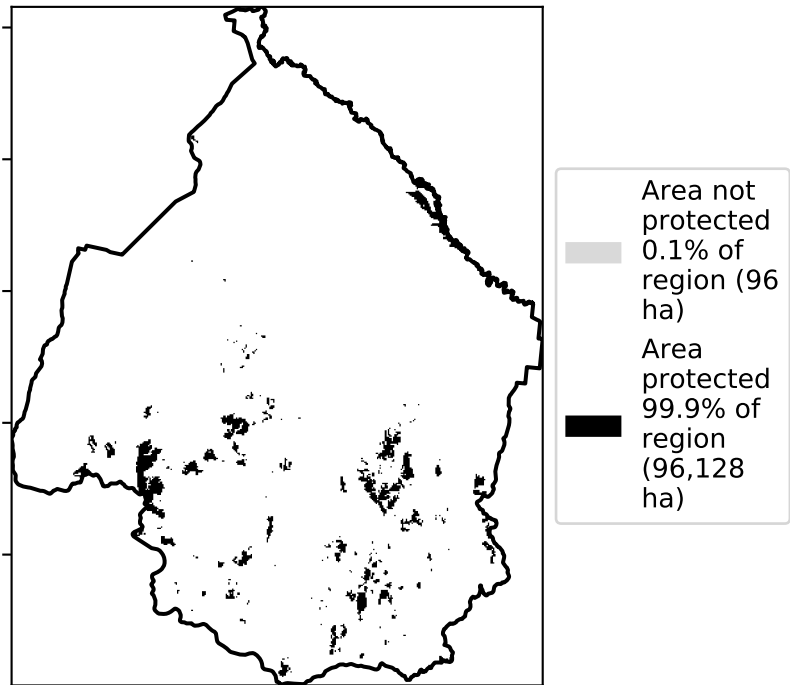 Area not
protected
0.1% of
region (96
ha)
Area
protected
99.9% of
region
(96,128
ha)